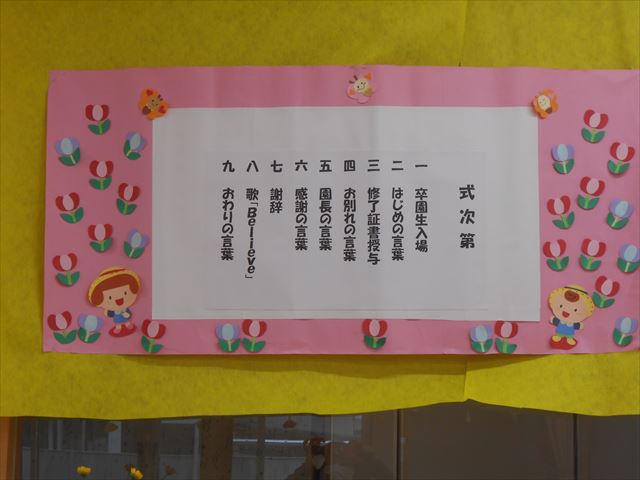 式次第
一 卒園生入場
二 はじめの言葉
三 修了証書授与
四 お別れの言葉
五 園長の言葉
六 感謝の言葉
七 謝辞
八 歌「Believe」
九 おわりの言葉